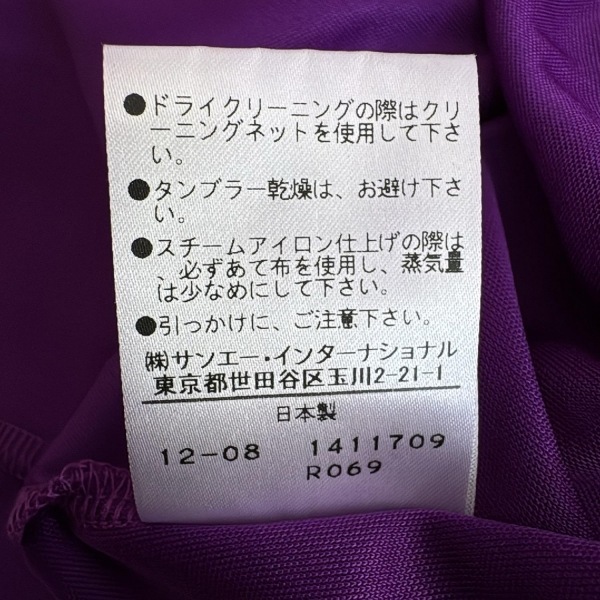 ●ドライクリーニングの際はクリ
ーニングネットを使用して下さ
い。
●タンブラー乾燥は、お避け下さ
い。
●スチームアイロン仕上げの際は
、必ずあて布を使用し、蒸気量
は少なめにして下さい。
●引っかけに、ご注意下さい。
㈱サンエー・インターナショナル
東京都世田谷区玉川2-21-1
日本製
12-08 1411709
R069